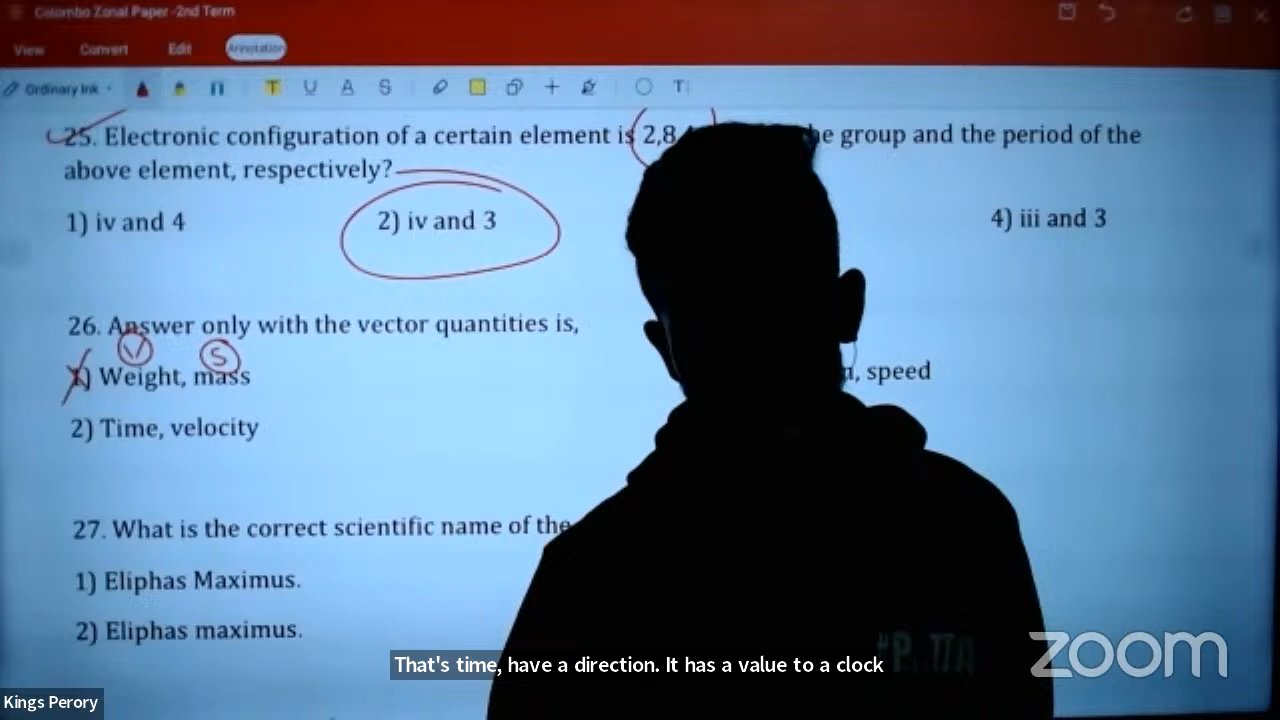 Colombo Zonal Paper -2nd Term
View Convert Edit Annotation
Ordinary Ink
25. Electronic configuration of a certain element is 2,8 he group and the period of the
above element, respectively?
1) iv and 4 2) iv and 3 4) iii and 3
26. Answer only with the vector quantities is,
V S
1) Weight, mass , speed
2) Time, velocity
27. What is the correct scientific name of the
1) Eliphas Maximus.
2) Eliphas maximus.
That's time, have a direction. It has a value to a clock
zoom
Kings Perory